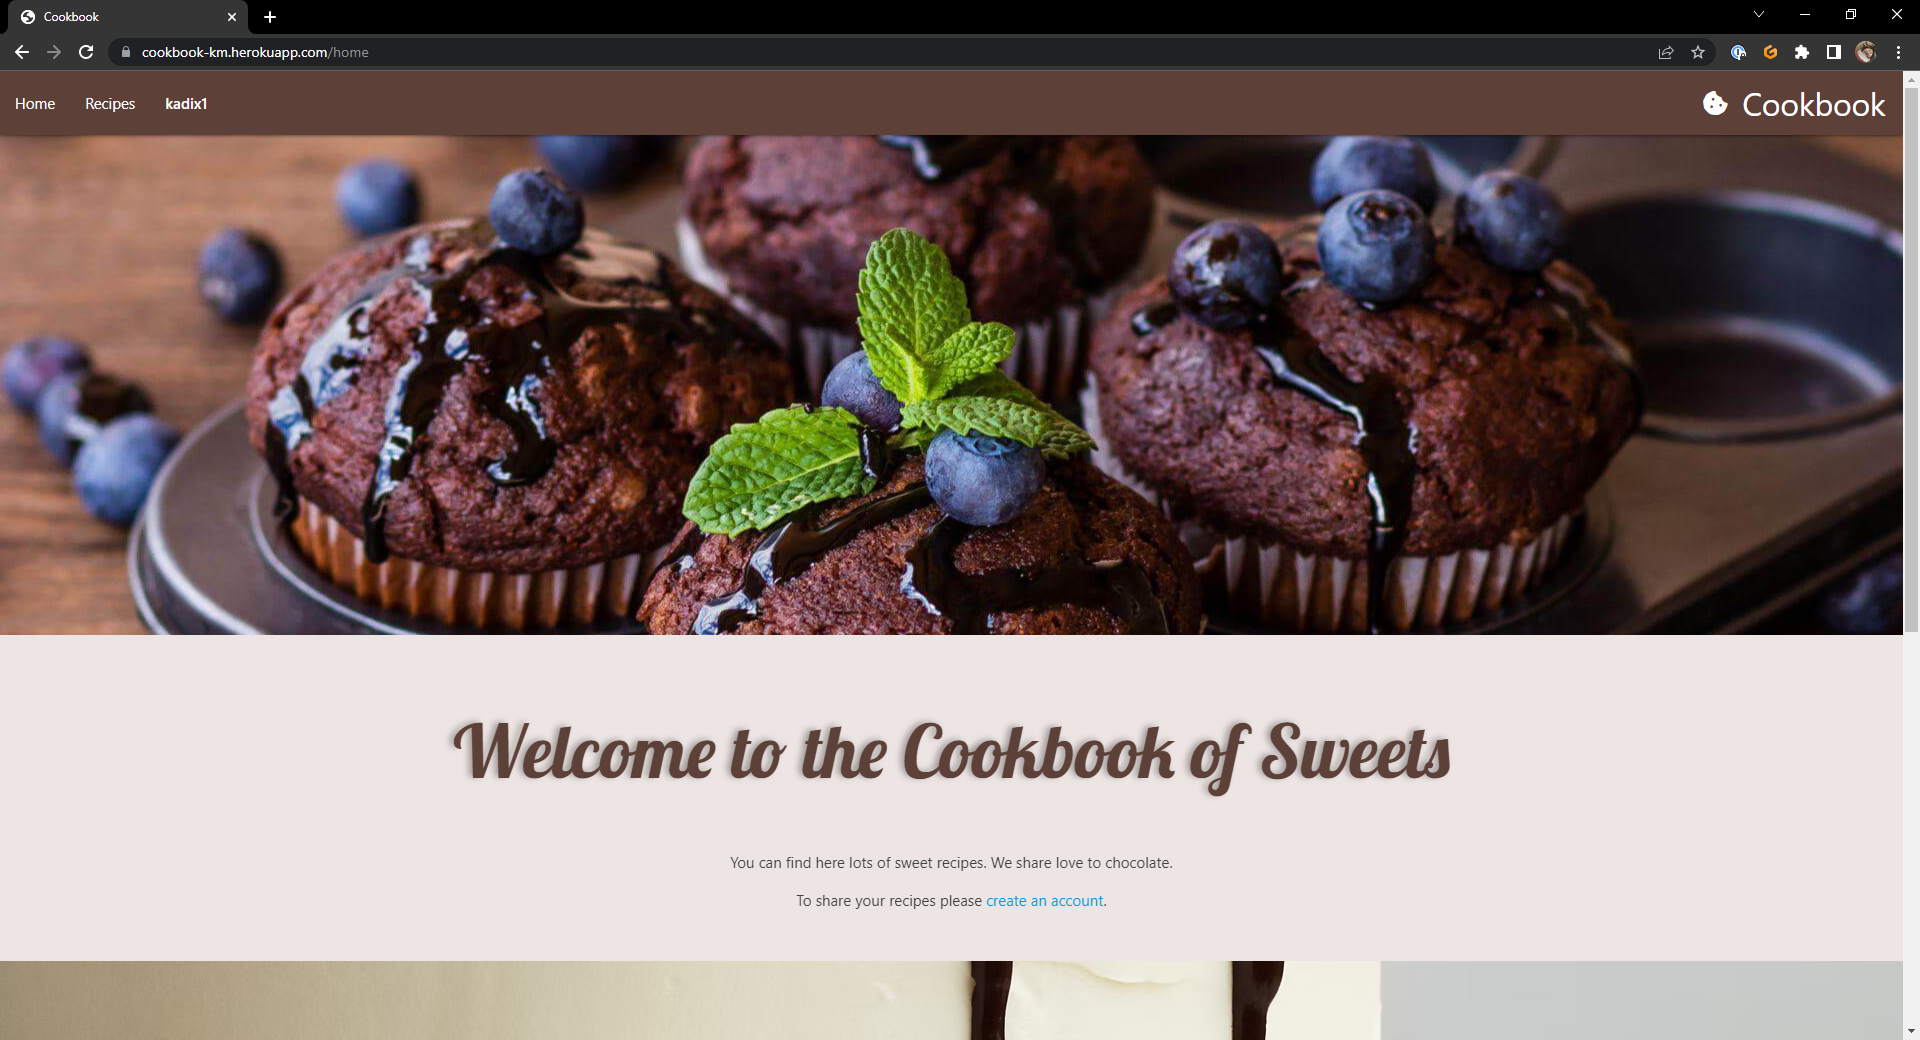 Cookbook
cookbook-km.herokuapp.com/home
Home Recipes kadix1 Cookbook
Welcome to the Cookbook of Sweets
You can find here lots of sweet recipes. We share love to chocolate.
To share your recipes please create an account.